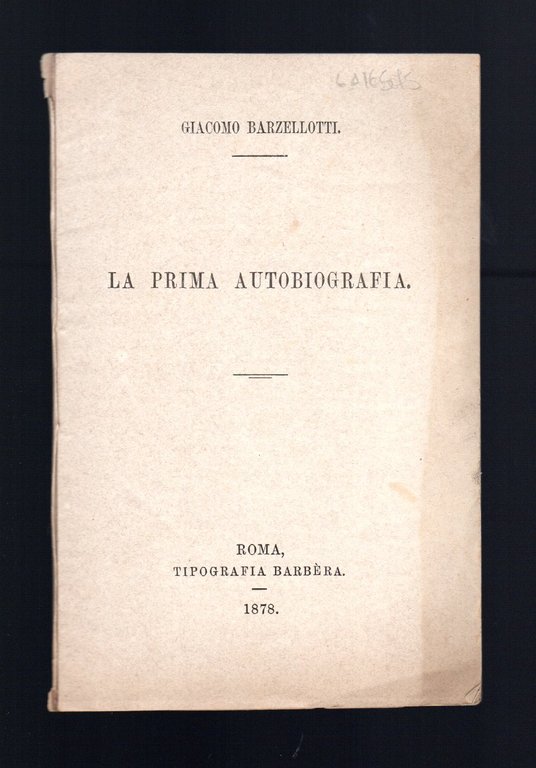 GIACOMO BARZELLOTTI.
LA PRIMA AUTOBIOGRAFIA.
ROMA,
TIPOGRAFIA BARBÈRA.
1878.